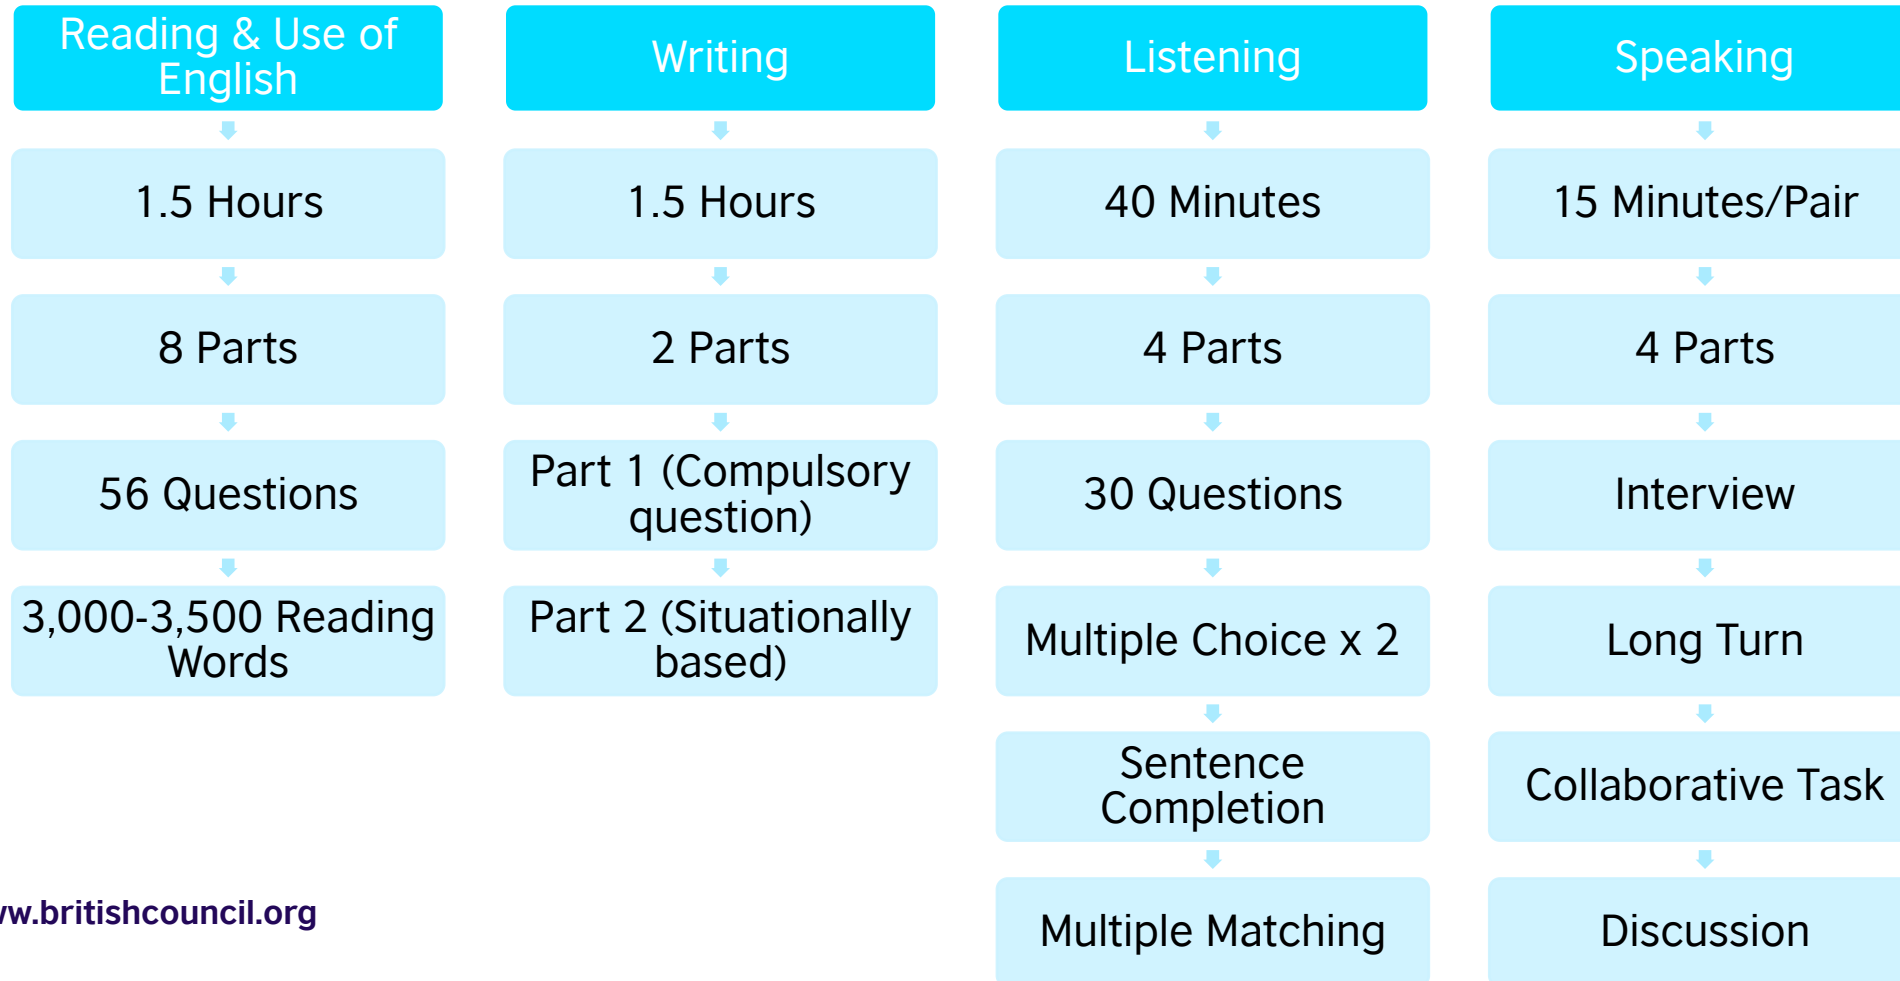 Reading & Use of
English
1.5 Hours
8 Parts
56 Questions
3,000-3,500 Reading
Words
Writing
1.5 Hours
2 Parts
Part 1 (Compulsory
question)
Part 2 (Situationally
based)
Listening
40 Minutes
4 Parts
30 Questions
Multiple Choice x 2
Sentence
Completion
Multiple Matching
Speaking
15 Minutes/Pair
4 Parts
Interview
Long Turn
Collaborative Task
Discussion
w.britishcouncil.org